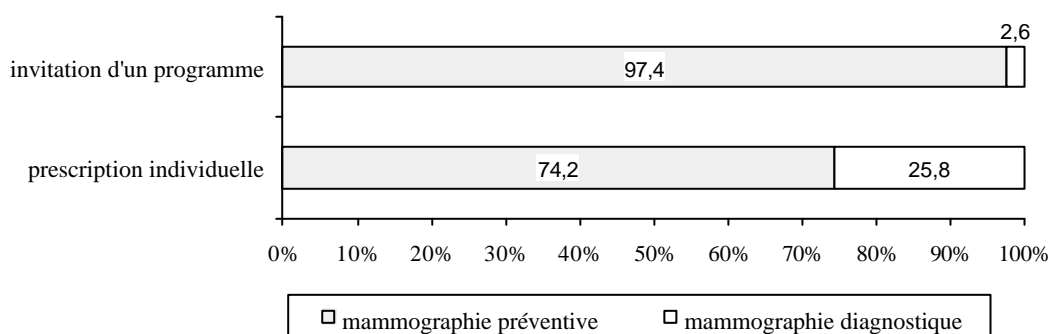 2,6
invitation d'un programme 97,4
prescription individuelle 74,2 25,8
0% 10% 20% 30% 40% 50% 60% 70% 80% 90% 100%
mammographie préventive mammographie diagnostique